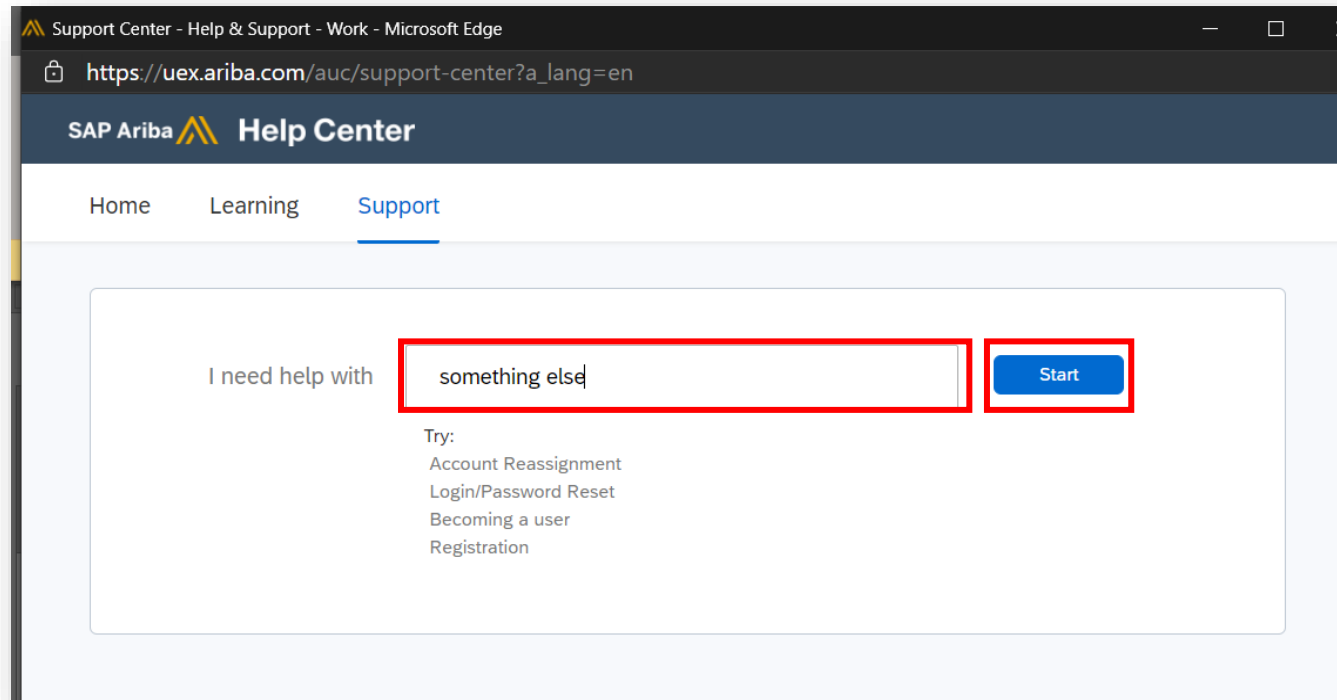 Support Center - Help & Support - Work - Microsoft Edge
https://uex.ariba.com/auc/support-center?a_lang=en
SAP Ariba Help Center
Home Learning Support
I need help with something else Start
Try:
Account Reassignment
Login/Password Reset
Becoming a user
Registration